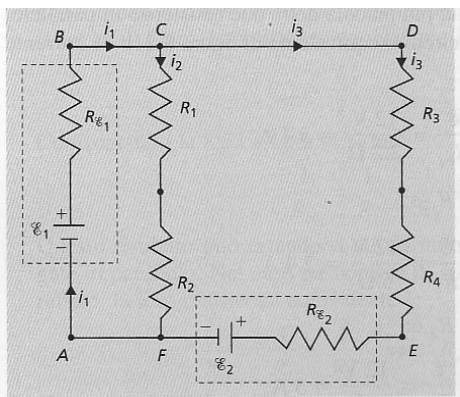 B i₁ C i₃ D
i₂ i₃
Rℰ₁ R₁ R₃
+
ℰ₁
−
R₂ R₄
i₁
Rℰ₂
− +
A F E
ℰ₂